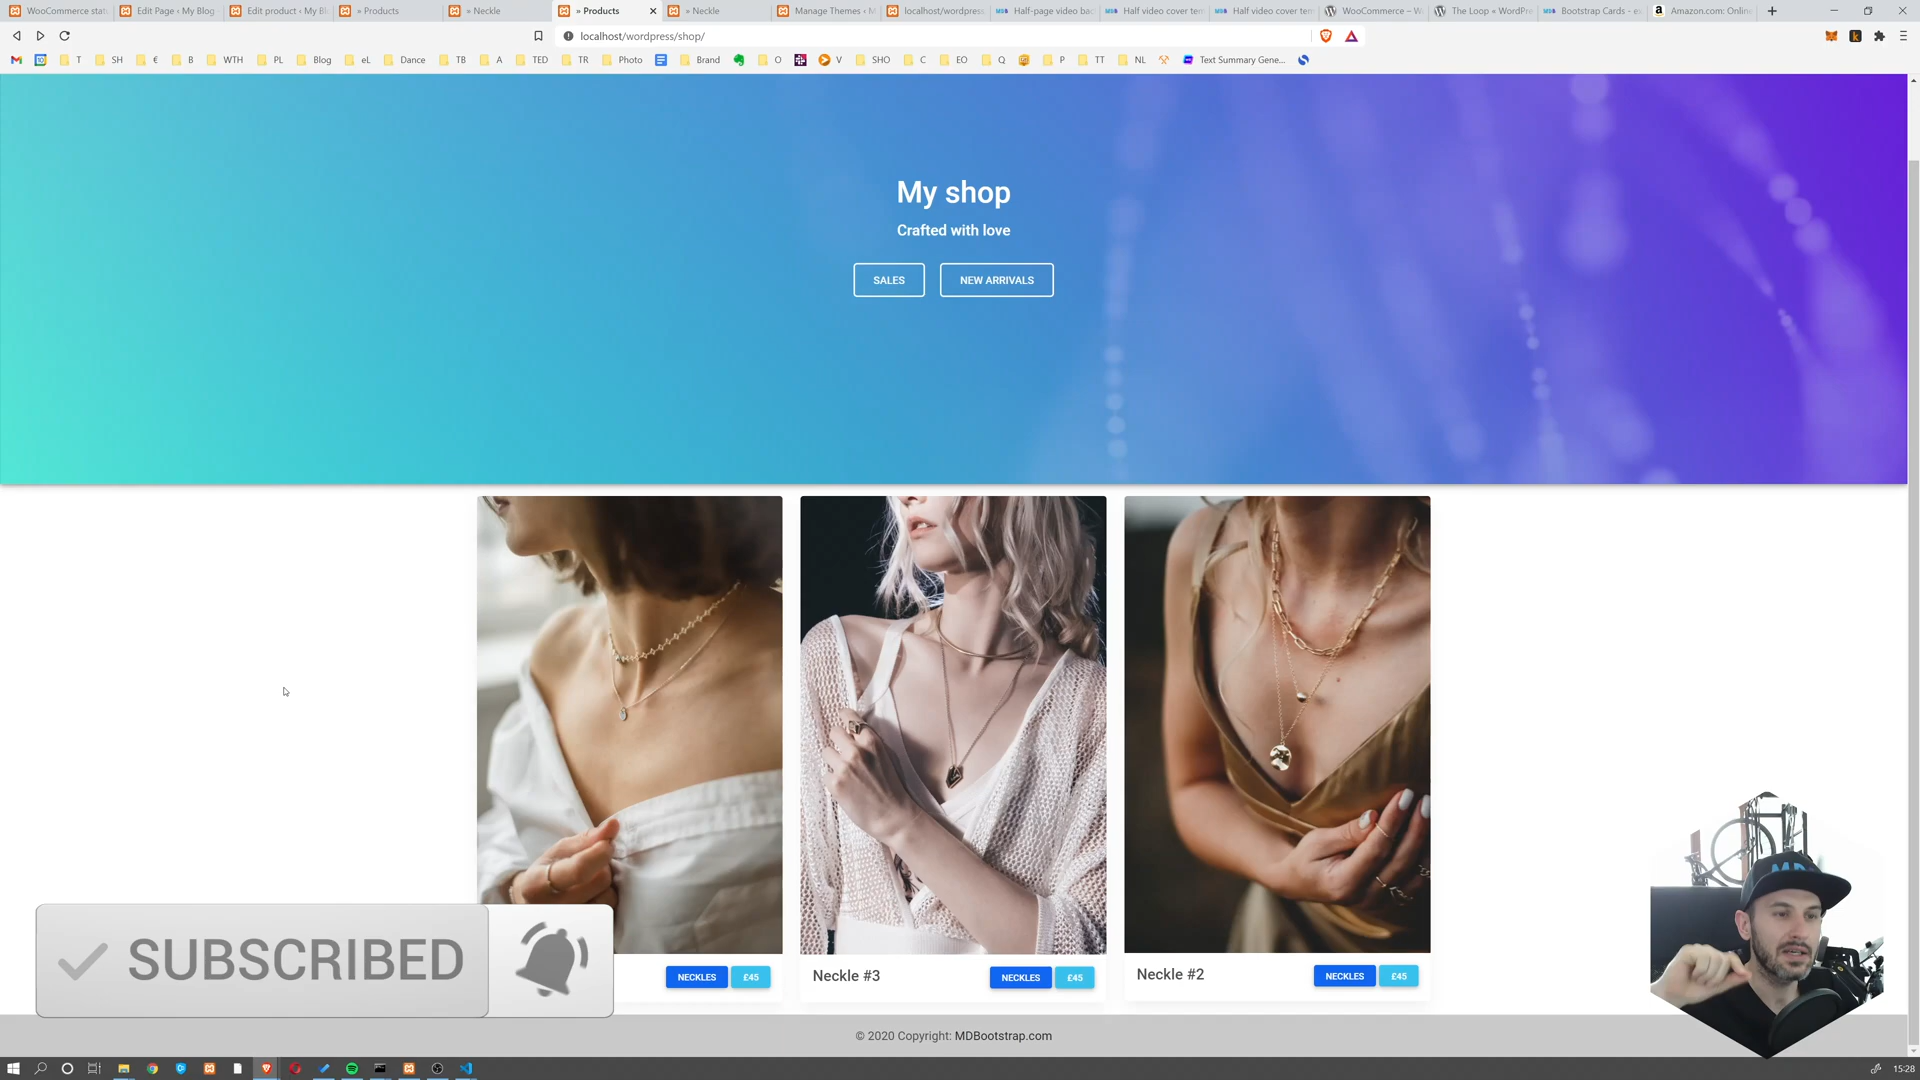 WooCommerce statu
Edit Page ‹ My Blog
Edit product ‹ My Bl
» Products
» Neckle
» Products
» Neckle
Manage Themes ‹ M
localhost/wordpress
Half-page video bac
Half video cover tem
Half video cover tem
WooCommerce – W
The Loop « WordPre
Bootstrap Cards - ex
Amazon.com: Online
localhost/wordpress/shop/
T SH € B WTH PL Blog eL Dance TB A TED TR Photo Brand O V SHO C EO Q P TT NL Text Summary Gene...
My shop
Crafted with love
SALES NEW ARRIVALS
NECKLES £45
Neckle #3 NECKLES £45
Neckle #2 NECKLES £45
SUBSCRIBED
© 2020 Copyright: MDBootstrap.com
15:28